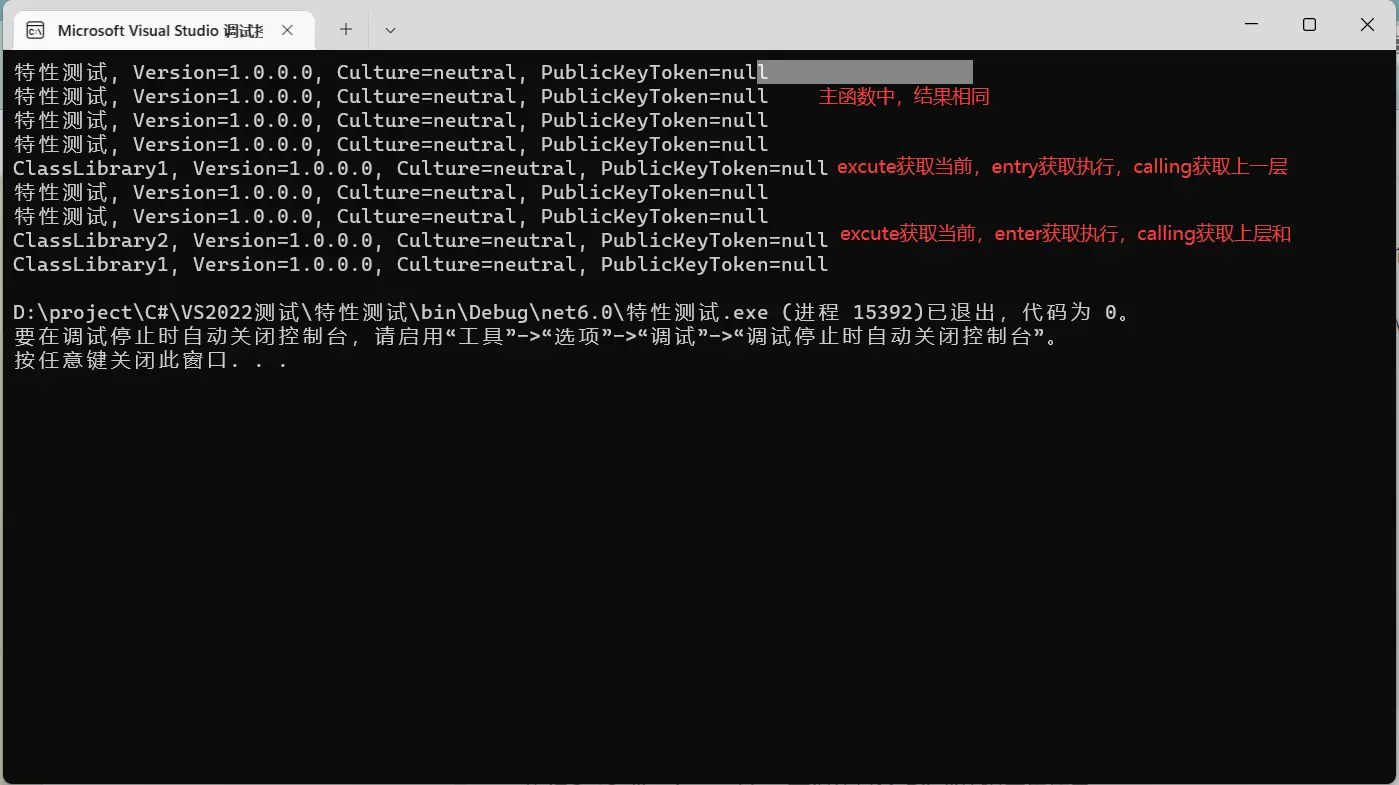 Microsoft Visual Studio 调试
特性测试, Version=1.0.0.0, Culture=neutral, PublicKeyToken=null
特性测试, Version=1.0.0.0, Culture=neutral, PublicKeyToken=null 主函数中，结果相同
特性测试, Version=1.0.0.0, Culture=neutral, PublicKeyToken=null
特性测试, Version=1.0.0.0, Culture=neutral, PublicKeyToken=null
ClassLibrary1, Version=1.0.0.0, Culture=neutral, PublicKeyToken=null excute获取当前，entry获取执行，calling获取上一层
特性测试, Version=1.0.0.0, Culture=neutral, PublicKeyToken=null
特性测试, Version=1.0.0.0, Culture=neutral, PublicKeyToken=null
ClassLibrary2, Version=1.0.0.0, Culture=neutral, PublicKeyToken=null excute获取当前，enter获取执行，calling获取上层和
ClassLibrary1, Version=1.0.0.0, Culture=neutral, PublicKeyToken=null
D:\project\C#\VS2022测试\特性测试\bin\Debug\net6.0\特性测试.exe (进程 15392)已退出，代码为 0。
要在调试停止时自动关闭控制台，请启用“工具”->“选项”->“调试”->“调试停止时自动关闭控制台”。
按任意键关闭此窗口. . .